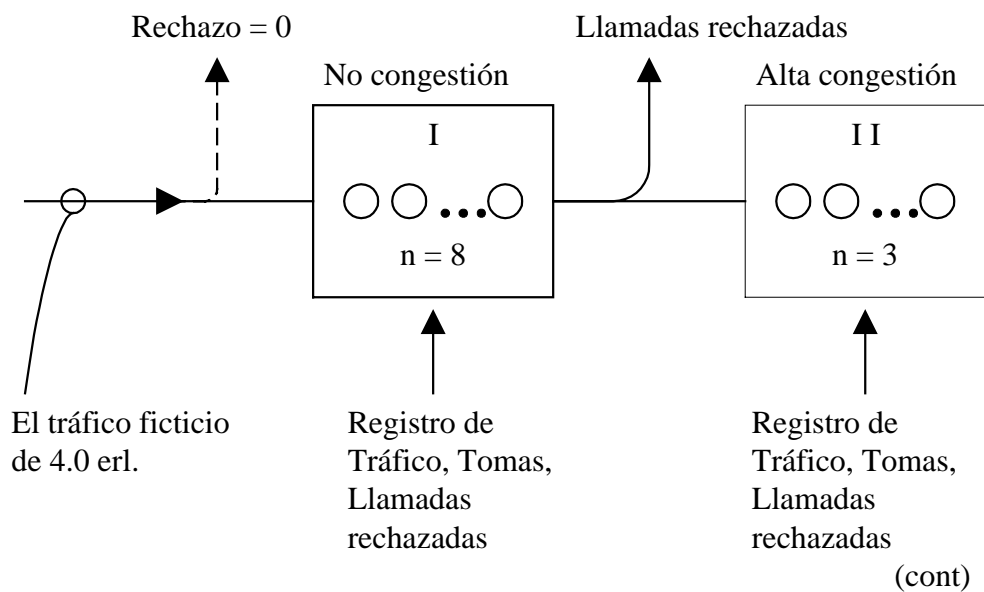 Rechazo = 0
Llamadas rechazadas
No congestión
Alta congestión
I
I I
n = 8
n = 3
El tráfico ficticio
de 4.0 erl.
Registro de
Tráfico, Tomas,
Llamadas
rechazadas
Registro de
Tráfico, Tomas,
Llamadas
rechazadas
(cont)